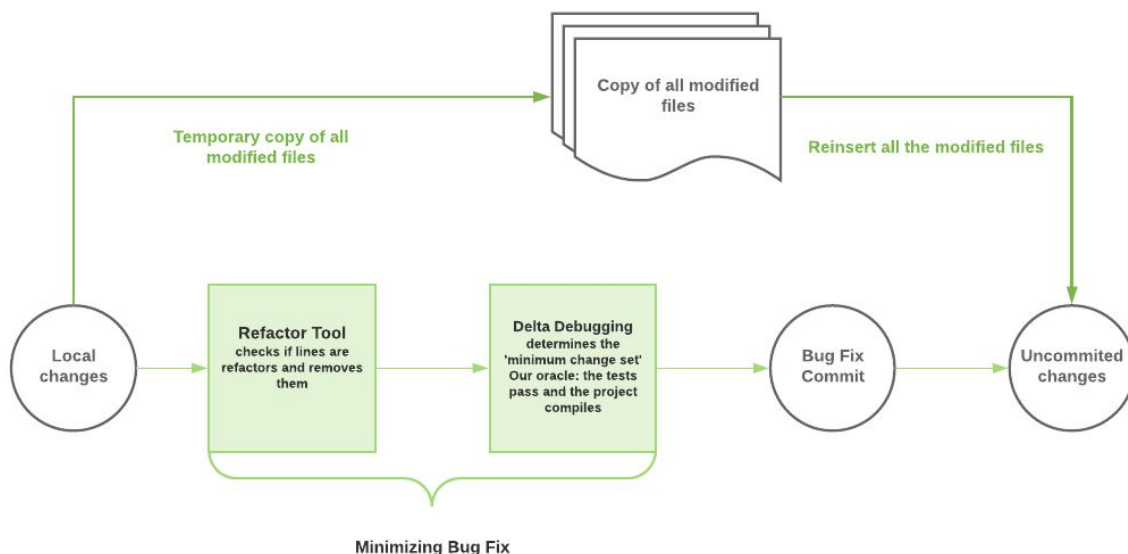 Copy of all modified
files
Temporary copy of all
modified files
Reinsert all the modified files
Local
changes
Refactor Tool
checks if lines are
refactors and removes
them
Delta Debugging
determines the
'minimum change set'
Our oracle: the tests
pass and the project
compiles
Bug Fix
Commit
Uncommited
changes
Minimizing Bug Fix